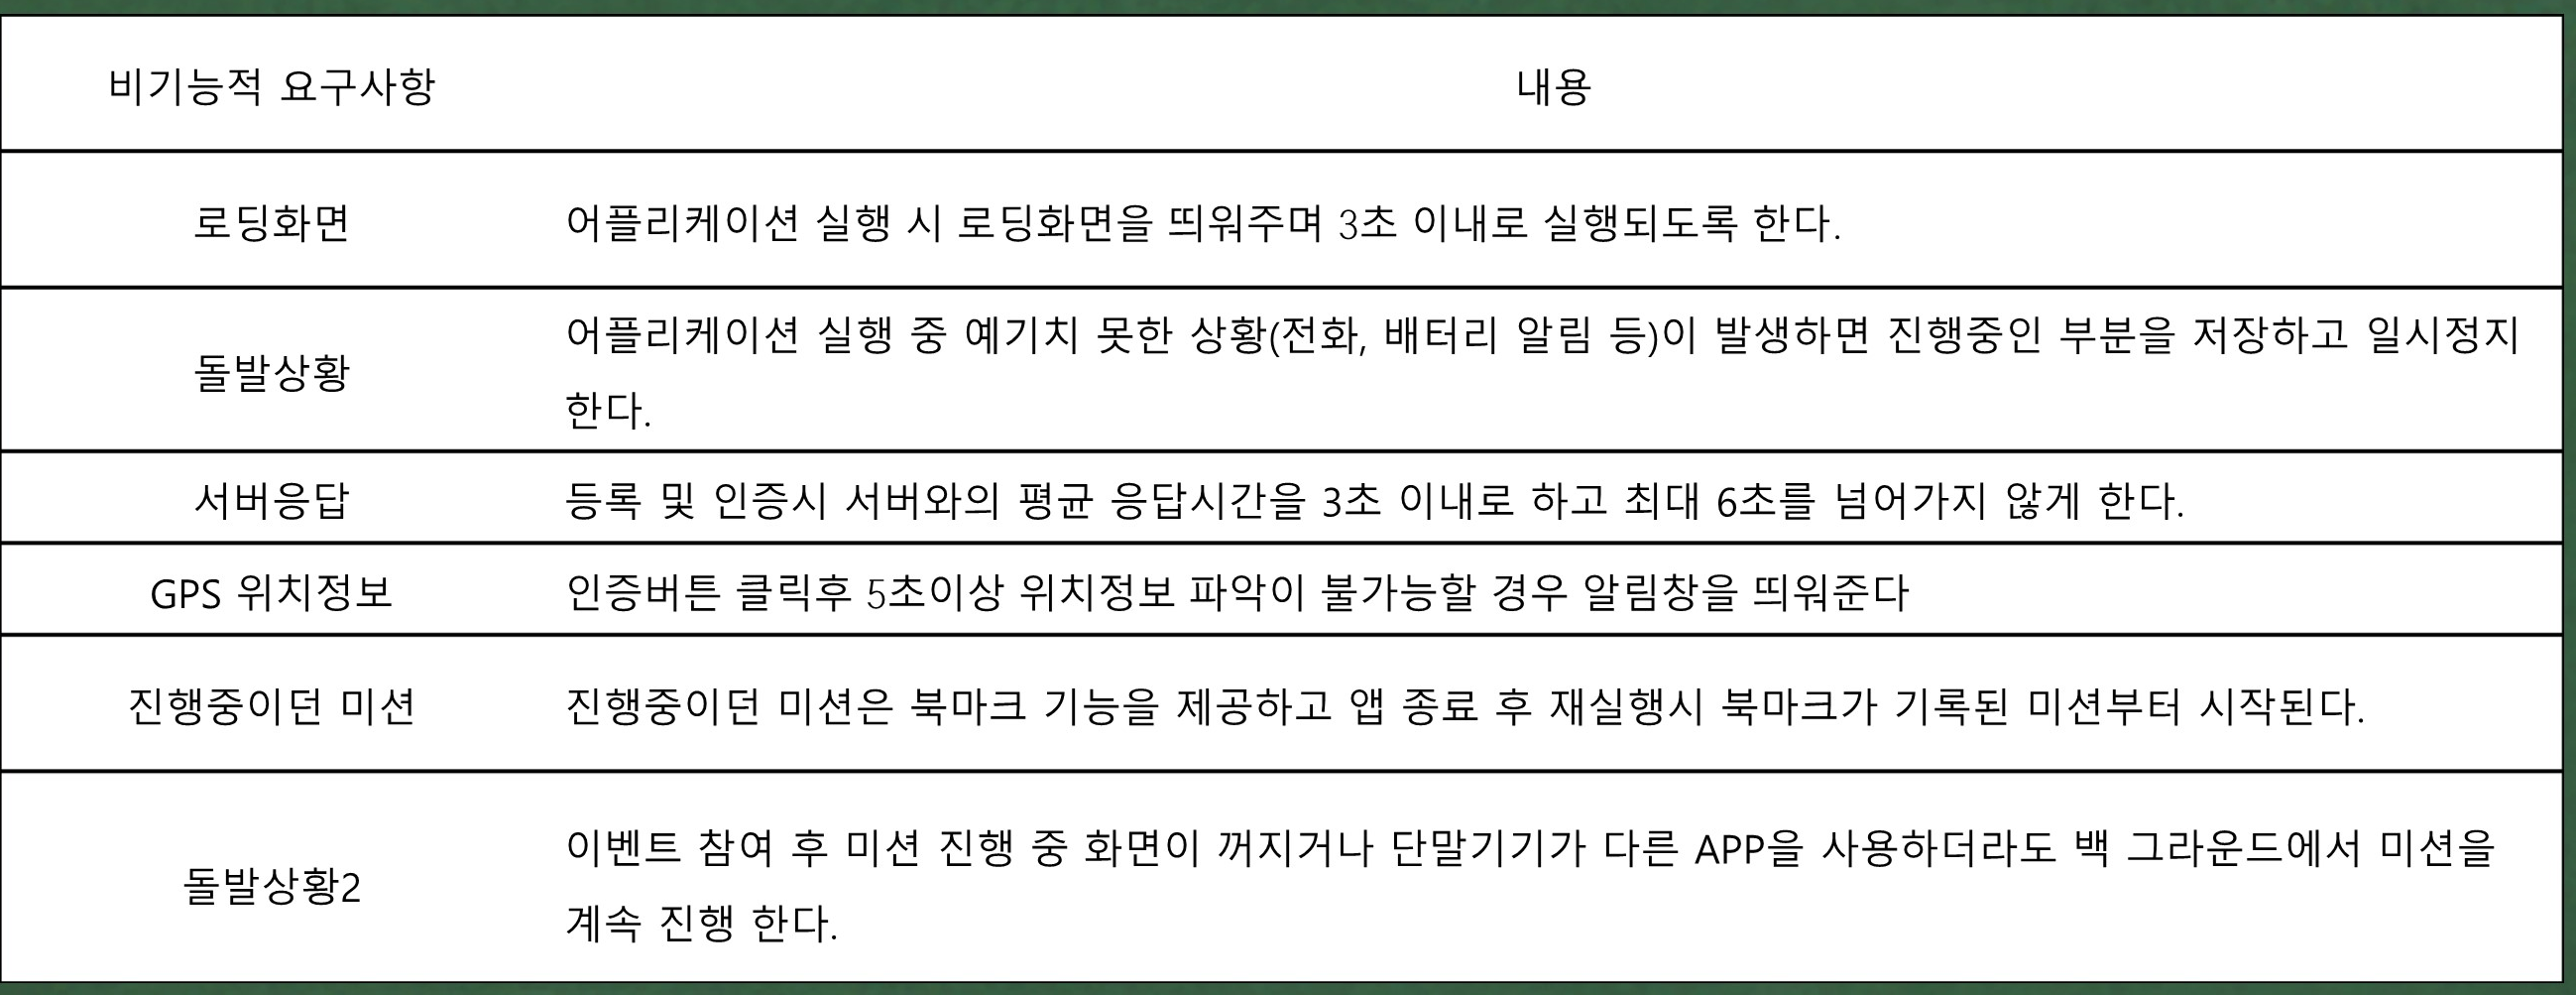 비기능적 요구사항 내용
로딩화면 어플리케이션 실행 시 로딩화면을 띄워주며 3초 이내로 실행되도록 한다.
돌발상황 어플리케이션 실행 중 예기치 못한 상황(전화, 배터리 알림 등)이 발생하면 진행중인 부분을 저장하고 일시정지
한다.
서버응답 등록 및 인증시 서버와의 평균 응답시간을 3초 이내로 하고 최대 6초를 넘어가지 않게 한다.
GPS 위치정보 인증버튼 클릭후 5초이상 위치정보 파악이 불가능할 경우 알림창을 띄워준다
진행중이던 미션 진행중이던 미션은 북마크 기능을 제공하고 앱 종료 후 재실행시 북마크가 기록된 미션부터 시작된다.
돌발상황2 이벤트 참여 후 미션 진행 중 화면이 꺼지거나 단말기기가 다른 APP을 사용하더라도 백 그라운드에서 미션을
계속 진행 한다.